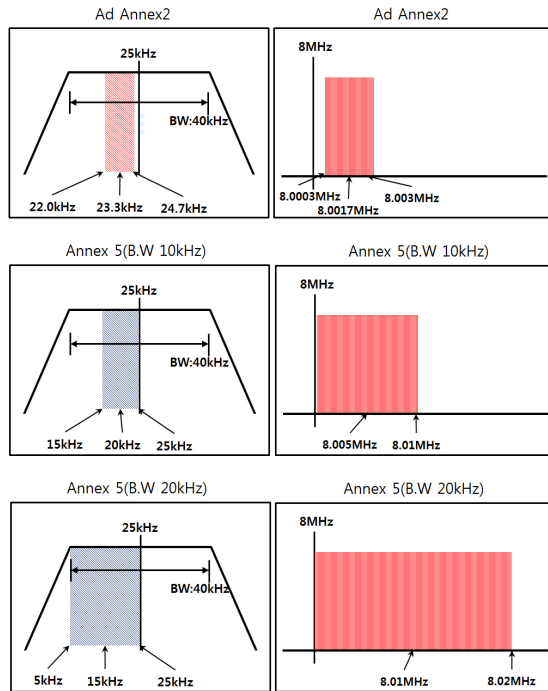 Ad Annex2
25kHz
BW:40kHz
22.0kHz
23.3kHz
24.7kHz
Ad Annex2
8MHz
8.0003MHz
8.0017MHz
8.003MHz
Annex 5(B.W 10kHz)
25kHz
BW:40kHz
15kHz
20kHz
25kHz
Annex 5(B.W 10kHz)
8MHz
8.005MHz
8.01MHz
Annex 5(B.W 20kHz)
25kHz
BW:40kHz
5kHz
15kHz
25kHz
Annex 5(B.W 20kHz)
8MHz
8.01MHz
8.02MHz